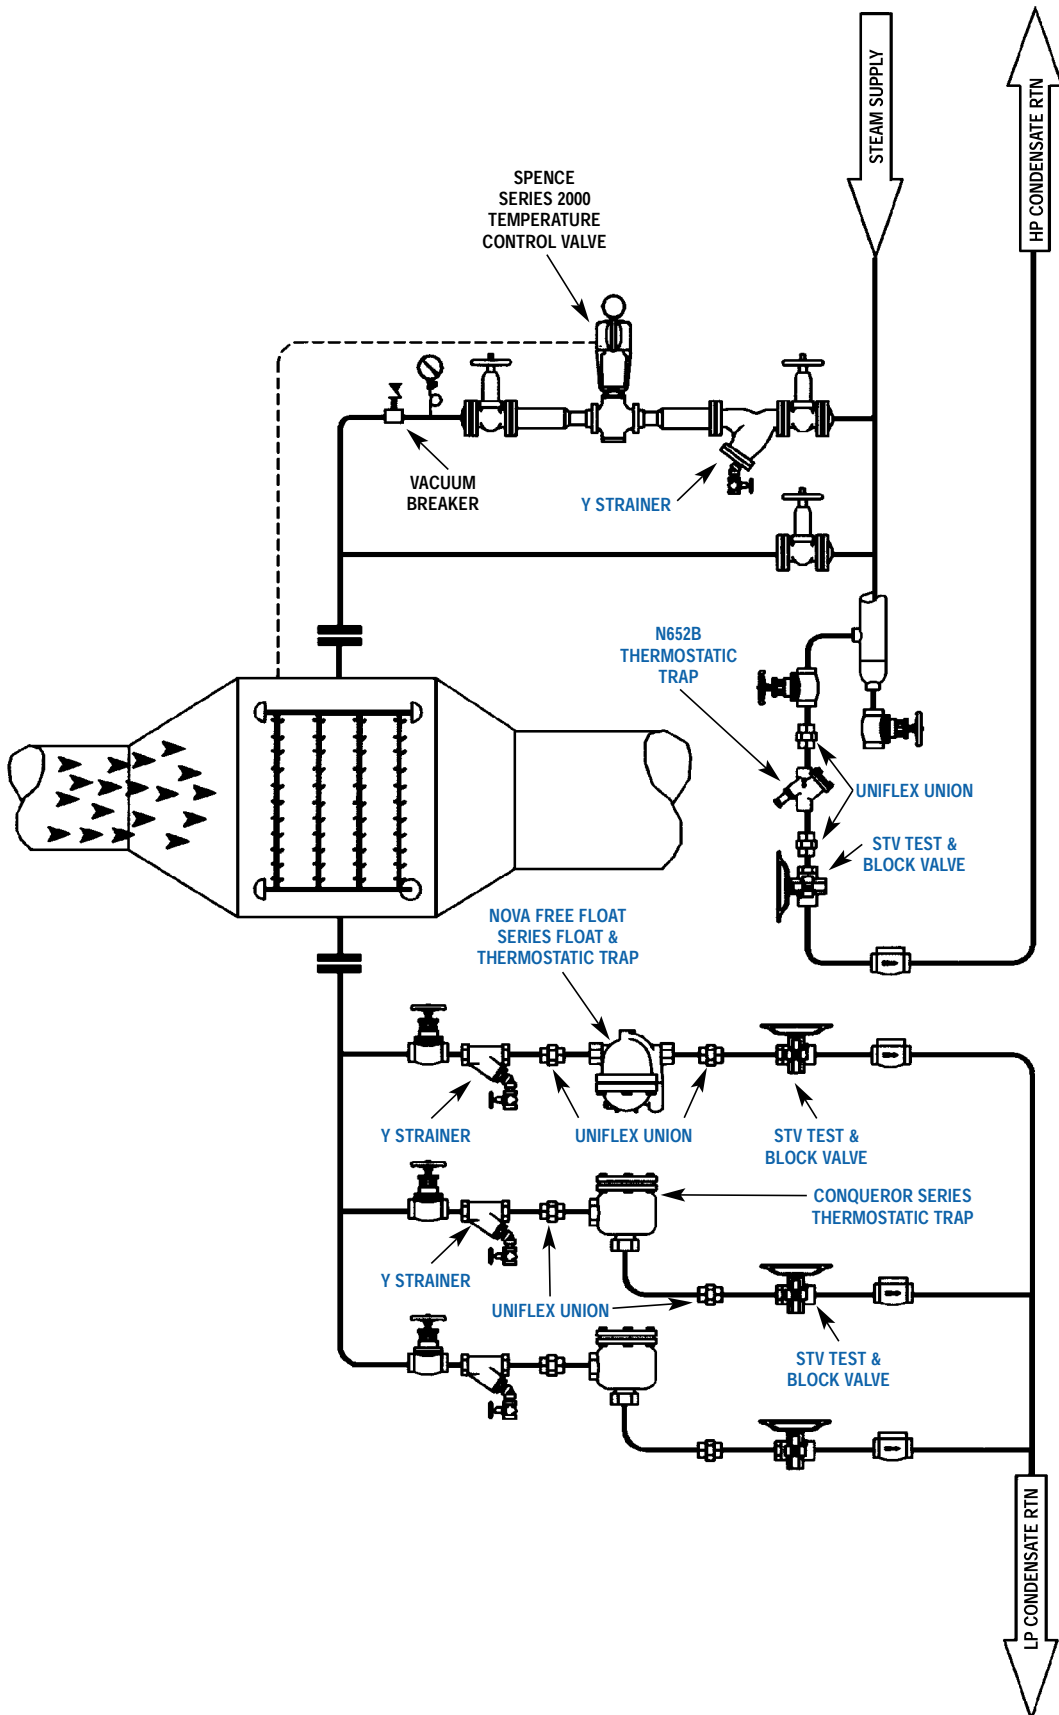 STEAM SUPPLY
HP CONDENSATE RTN
SPENCE
SERIES 2000
TEMPERATURE
CONTROL VALVE
VACUUM
BREAKER
Y STRAINER
N652B
THERMOSTATIC
TRAP
UNIFLEX UNION
STV TEST &
BLOCK VALVE
NOVA FREE FLOAT
SERIES FLOAT &
THERMOSTATIC TRAP
Y STRAINER
UNIFLEX UNION
STV TEST &
BLOCK VALVE
CONQUEROR SERIES
THERMOSTATIC TRAP
Y STRAINER
UNIFLEX UNION
STV TEST &
BLOCK VALVE
LP CONDENSATE RTN